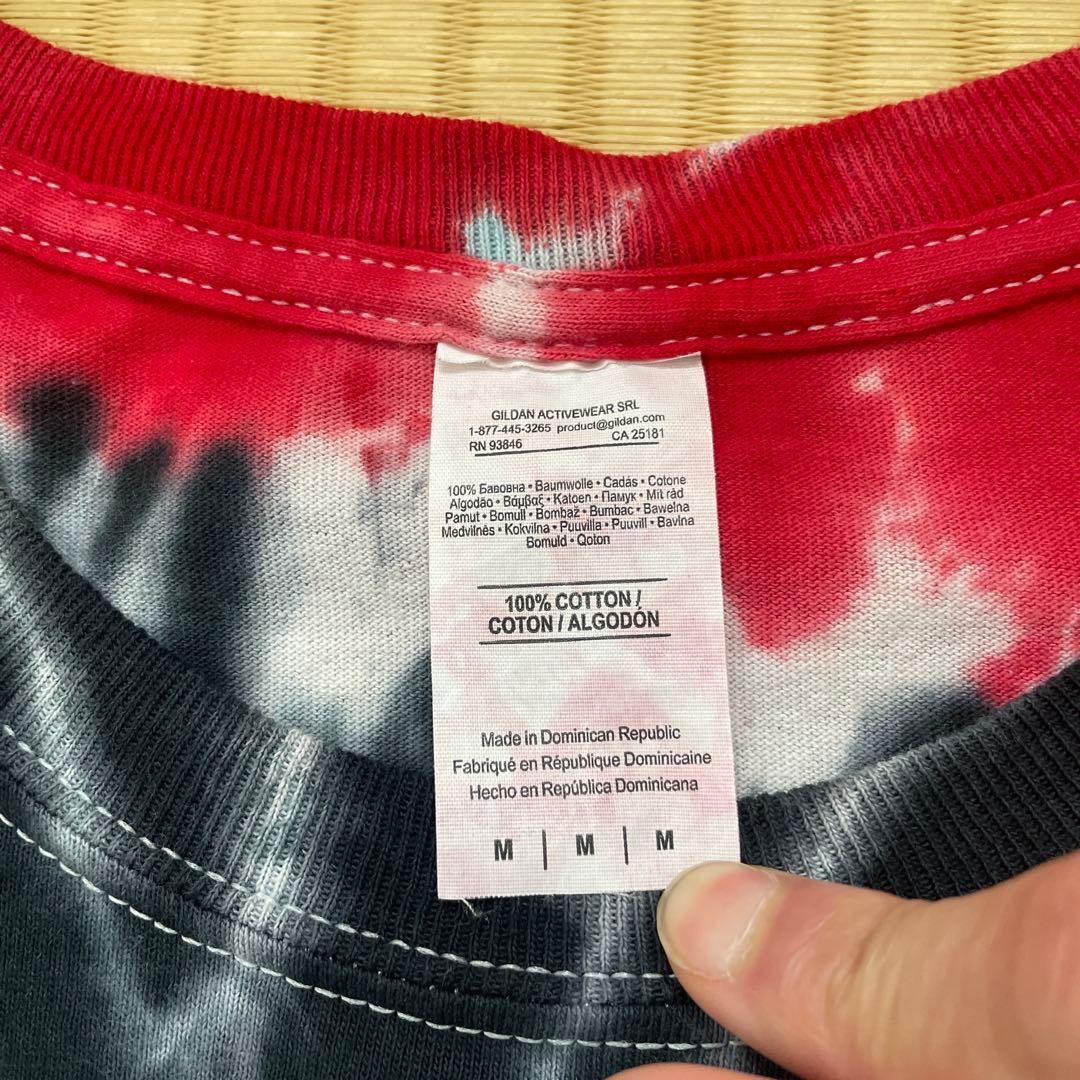 GILDAN ACTIVEWEAR SRL
1-877-445-3265 product@gildan.com
RN 93846 CA 25181
100% Бавовна • Baumwolle • Cadás • Cotone
Algodão • Βάμβαξ • Katoen • Памук • Mit rád
Pamut • Bomull • Bombaž • Bumbac • Bawełna
Medvilnės • Kokvilna • Puuvilla • Puuvill • Bavlna
Bomuld • Qoton
100% COTTON /
COTON / ALGODÓN
Made in Dominican Republic
Fabriqué en République Dominicaine
Hecho en República Dominicana
M | M | M